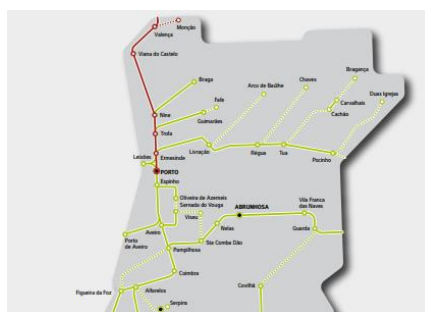 Monção
Valença
Viana do Castelo
Bragança
Braga
Arco de Baúlhe
Chaves
Duas Igrejas
Fafe
Carvalhais
Cachão
Guimarães
Nine
Trofa
Leixões
Ermesinde
Livração
Régua
Tua
Pocinho
PORTO
Espinho
Oliveira de Azemeis
Sernada do Vouga
Viseu
ABRUNHOSA
Vila Franca
das Naves
Aveiro
Nelas
Guarda
Porto
de Aveiro
Sta Comba Dão
Pampilhosa
Coimbra
Figueira da Foz
Alfarelos
Covilhã
Serpins